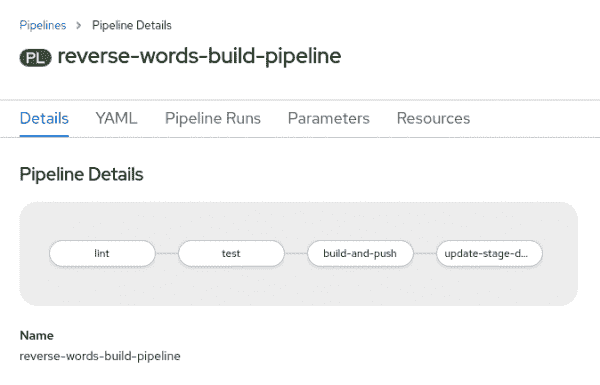 Pipelines > Pipeline Details
PL reverse-words-build-pipeline
Details YAML Pipeline Runs Parameters Resources
Pipeline Details
lint test build-and-push update-stage-d...
Name
reverse-words-build-pipeline